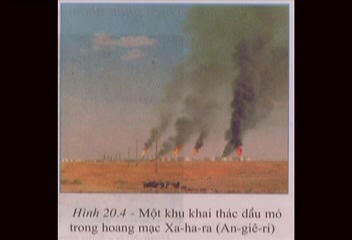 Hình 20.4 - Một khu khai thác dầu mỏ
trong hoang mạc Xa-ha-ra (An-giê-ri)